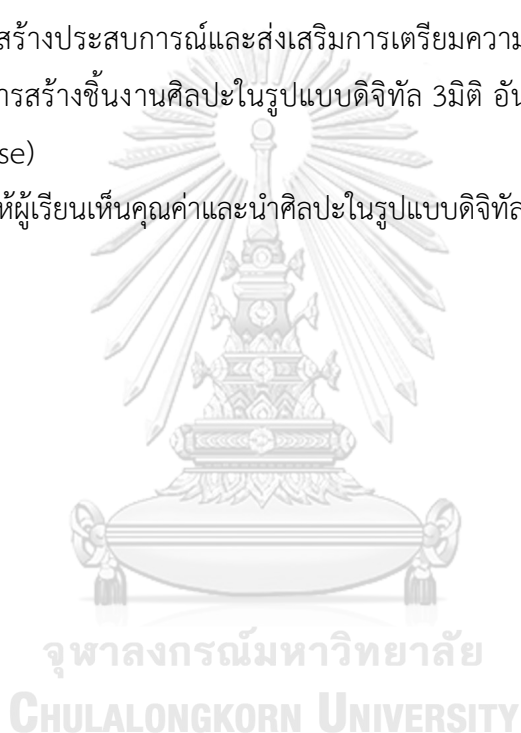 สร้างประสบการณ์และส่งเสริมการเตรียมความ
การสร้างชิ้นงานศิลปะในรูปแบบดิจิทัล 3มิติ อัน
se)
ห้ผู้เรียนเห็นคุณค่าและนำศิลปะในรูปแบบดิจิทัล
จุฬาลงกรณ์มหาวิทยาลัย
CHULALONGKORN UNIVERSITY